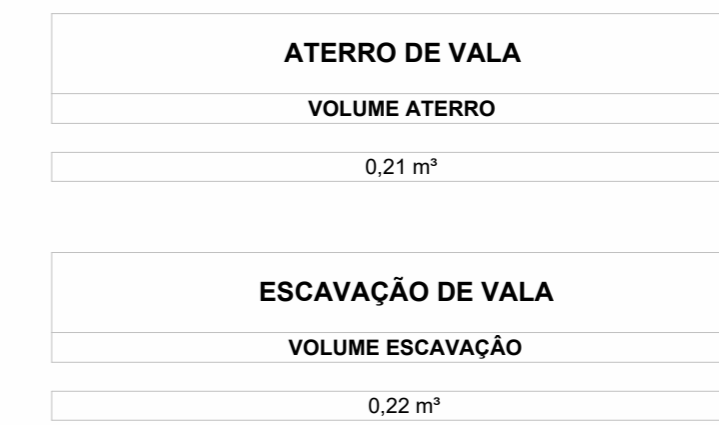 ATERRO DE VALA
VOLUME ATERRO
0,21 m³
ESCAVAÇÃO DE VALA
VOLUME ESCAVAÇÂO
0,22 m³